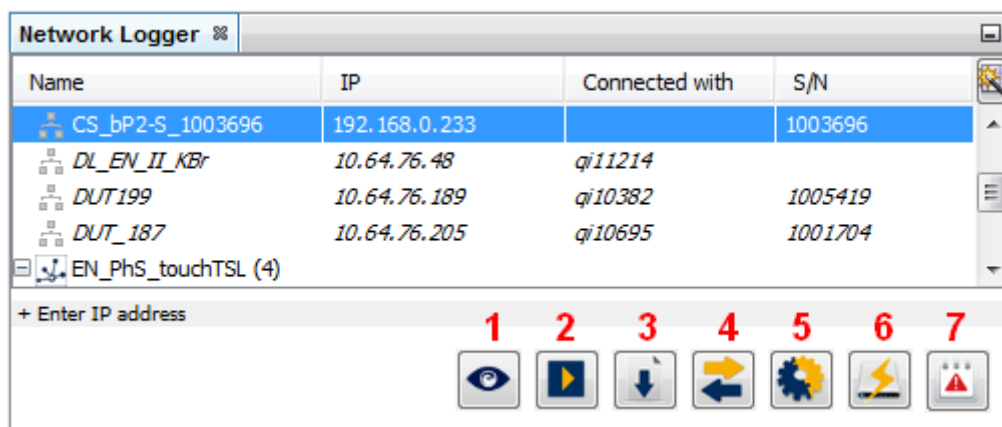 Network Logger
Name IP Connected with S/N
CS_bP2-S_1003696 192.168.0.233 1003696
DL_EN_II_KBr 10.64.76.48 qi11214
DUT199 10.64.76.189 qi10382 1005419
DUT_187 10.64.76.205 qi10695 1001704
EN_PhS_touchTSL (4)
+ Enter IP address
1 2 3 4 5 6 7